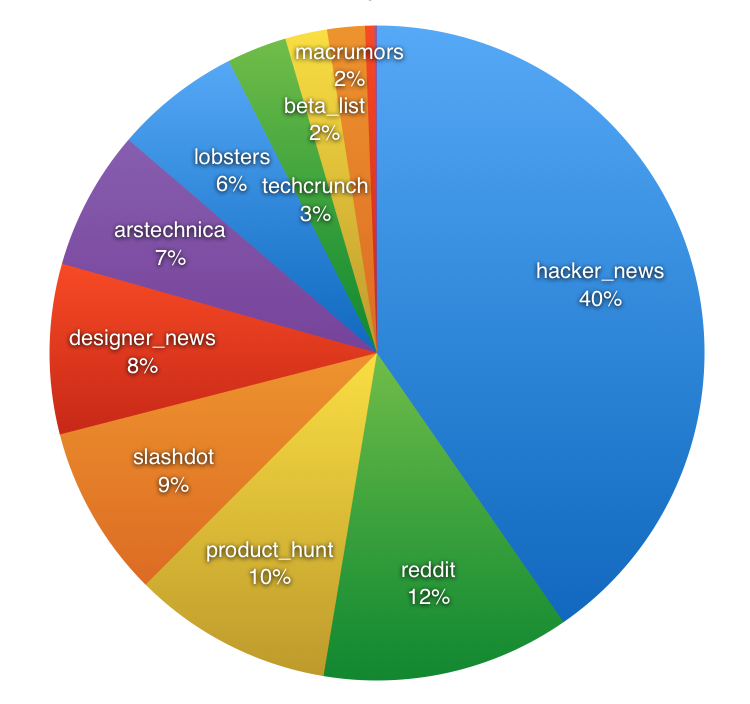 macrumors
2%
beta_list
2%
lobsters
6%
techcrunch
3%
arstechnica
7%
hacker_news
40%
designer_news
8%
slashdot
9%
product_hunt
10%
reddit
12%